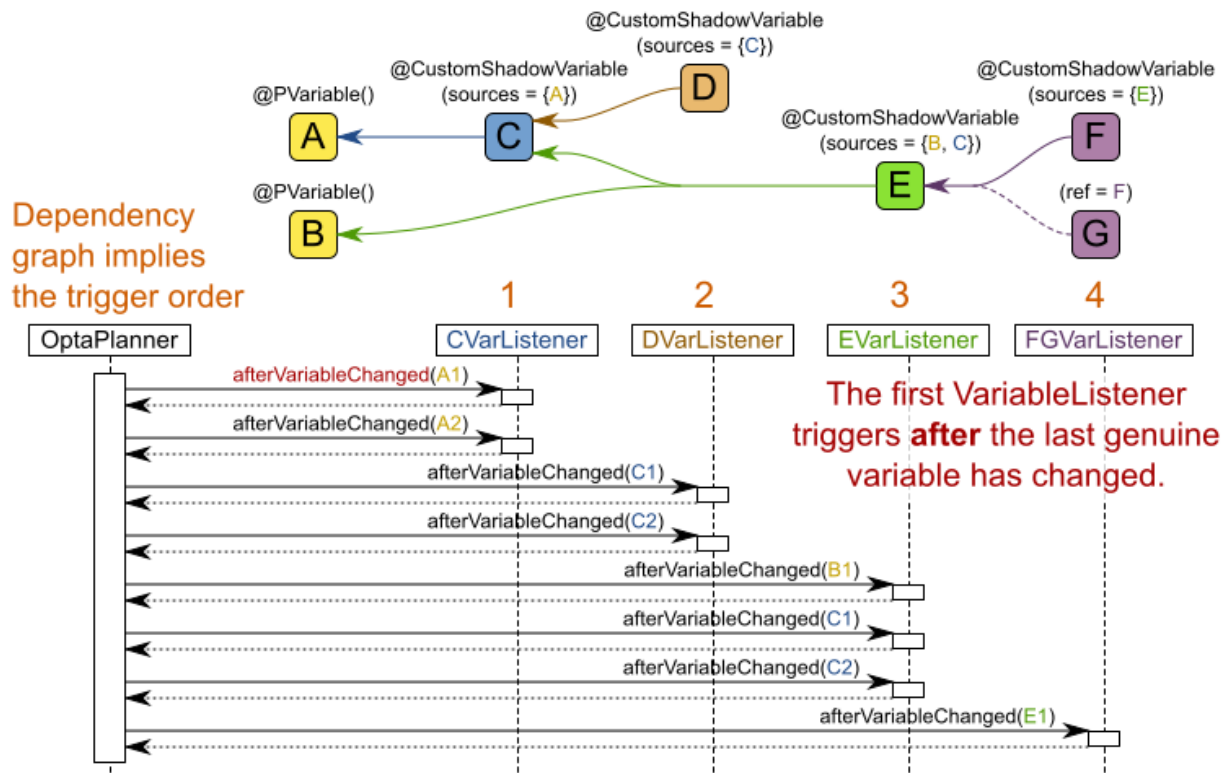 @CustomShadowVariable
(sources = {C})
@CustomShadowVariable
(sources = {A})
@CustomShadowVariable
(sources = {E})
@PVariable()
@CustomShadowVariable
(sources = {B, C})
D
A
C
F
E
@PVariable()
(ref = F)
B
G
Dependency
graph implies
the trigger order
1
2
3
4
OptaPlanner
CVarListener
DVarListener
EVarListener
FGVarListener
afterVariableChanged(A1)
The first VariableListener
triggers after the last genuine
variable has changed.
afterVariableChanged(A2)
afterVariableChanged(C1)
afterVariableChanged(C2)
afterVariableChanged(B1)
afterVariableChanged(C1)
afterVariableChanged(C2)
afterVariableChanged(E1)